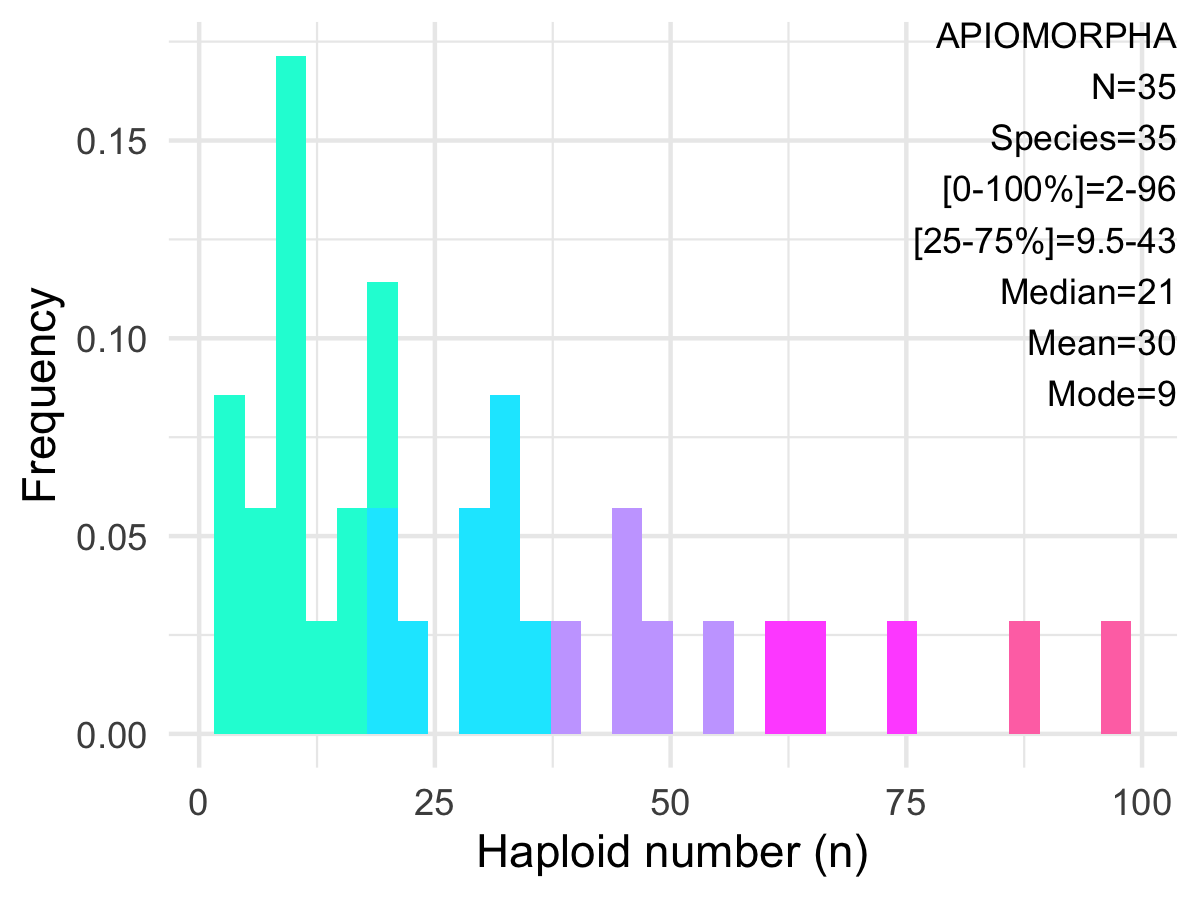 APIOMORPHA
N=35
Species=35
[0-100%]=2-96
[25-75%]=9.5-43
Median=21
Mean=30
Mode=9
Frequency
0.15
0.10
0.05
0.00
0 25 50 75 100
Haploid number (n)